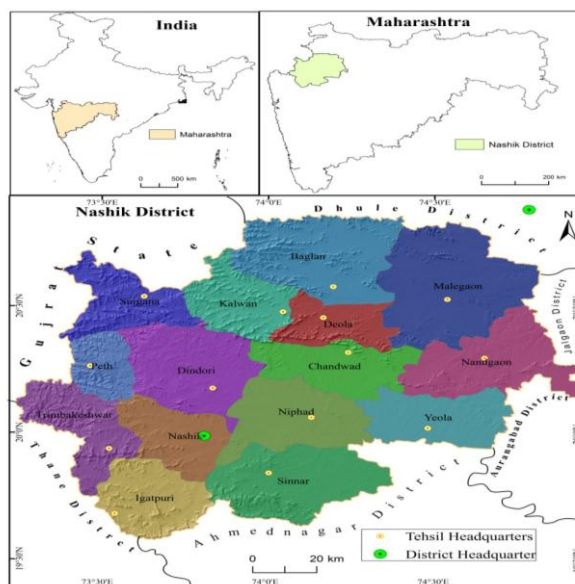 India
Maharashtra
0 500 km
Maharashtra
Nashik District
0 200 km
73°30'E 74°0'E 74°30'E
Nashik District
Dhule District
N
Gujrat State
Baglan
Malegaon
Surgana
Kalwan
Deola
20°30'N
Jalgaon District
Nandgaon
Peth
Dindori
Chandwad
Trimbakeshwar
Niphad
Yeola
20°0'N
Nashik
Aurangabad District
Sinnar
Thane District
Igatpuri
Ahmednagar District
Tehsil Headquarters
District Headquarter
0 20 km
19°30'N
73°30'E 74°0'E 74°30'E